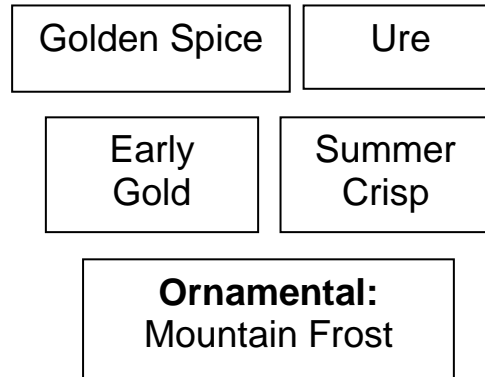 Golden Spice
Ure
Early
Gold
Summer
Crisp
Ornamental:
Mountain Frost